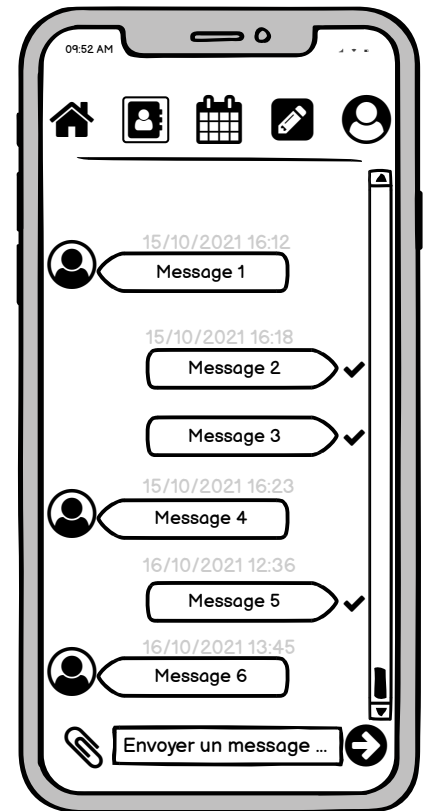 09:52 AM
15/10/2021 16:12
Message 1
15/10/2021 16:18
Message 2
Message 3
15/10/2021 16:23
Message 4
16/10/2021 12:36
Message 5
16/10/2021 13:45
Message 6
Envoyer un message ...